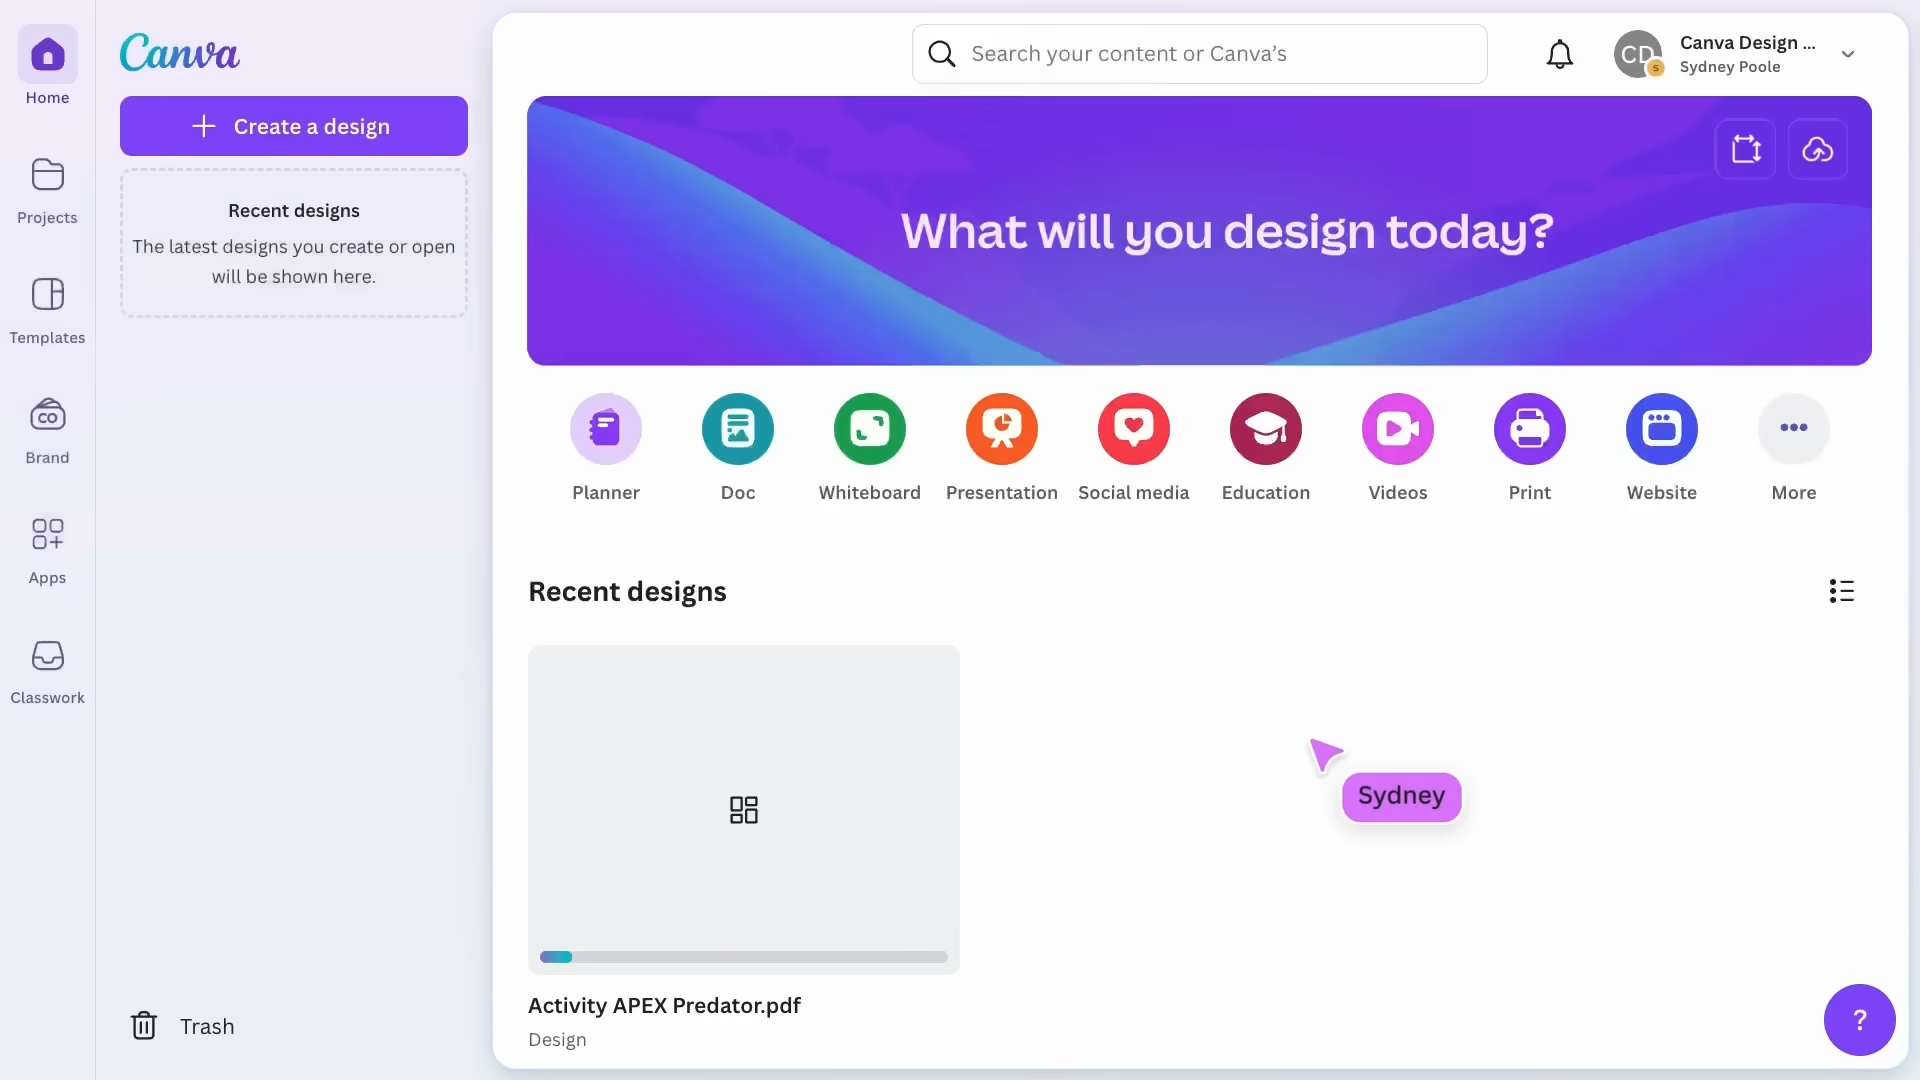 Home
Projects
Templates
CO
Brand
Apps
Classwork
Canva
Create a design
Recent designs
The latest designs you create or open
will be shown here.
Trash
Search your content or Canva’s
CD
S
Canva Design ...
Sydney Poole
What will you design today?
Planner
Doc
Whiteboard
Presentation
Social media
Education
Videos
Print
Website
More
Recent designs
Sydney
Activity APEX Predator.pdf
Design
?